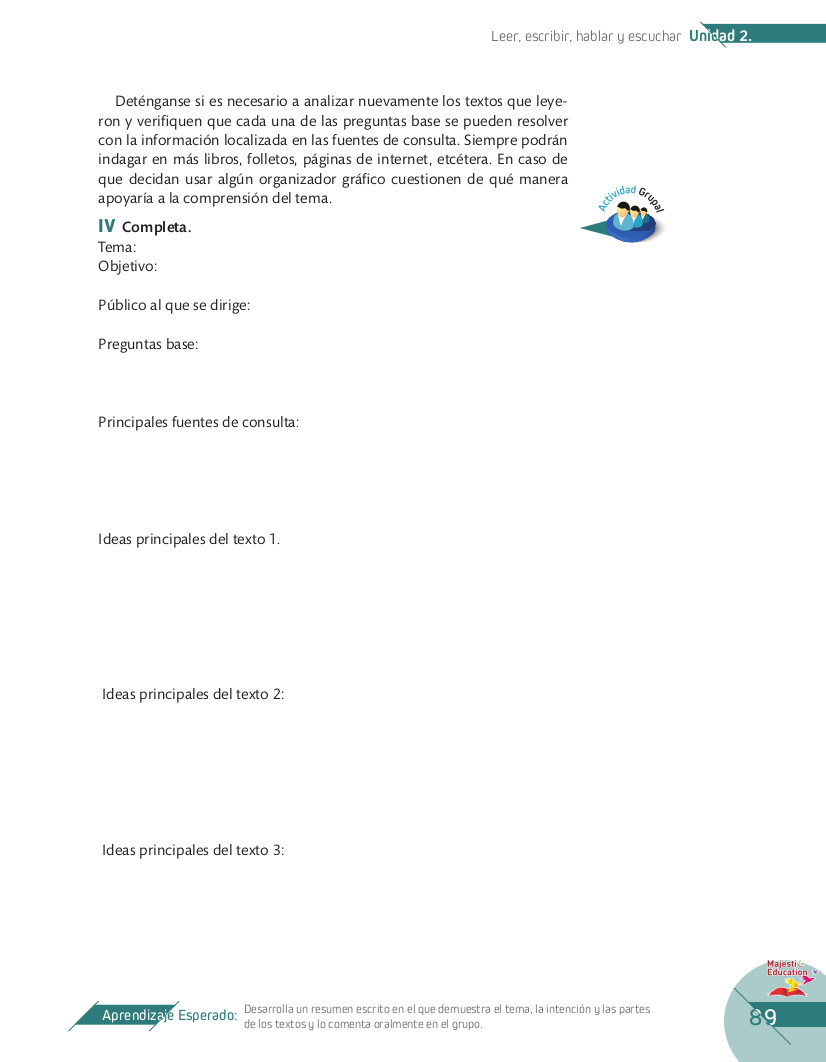 Leer, escribir, hablar y escuchar Unidad 2.
Deténganse si es necesario a analizar nuevamente los textos que leye-
ron y verifiquen que cada una de las preguntas base se pueden resolver
con la información localizada en las fuentes de consulta. Siempre podrán
indagar en más libros, folletos, páginas de internet, etcétera. En caso de
que decidan usar algún organizador gráfico cuestionen de qué manera
apoyaría a la comprensión del tema.
Actividad Grupal
IV Completa.
Tema:
Objetivo:
Público al que se dirige:
Preguntas base:
Principales fuentes de consulta:
Ideas principales del texto 1.
Ideas principales del texto 2:
Ideas principales del texto 3:
Majestic
Education
Aprendizaje Esperado:
Desarrolla un resumen escrito en el que demuestra el tema, la intención y las partes
de los textos y lo comenta oralmente en el grupo.
89